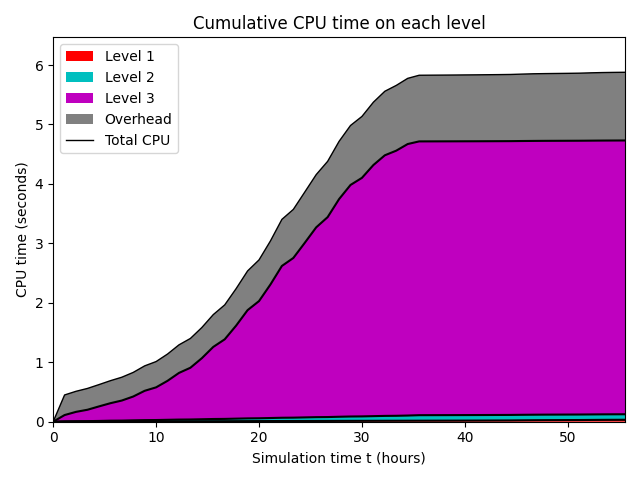 Cumulative CPU time on each level
Level 1
Level 2
Level 3
Overhead
Total CPU
CPU time (seconds)
6
5
4
3
2
1
0
0 10 20 30 40 50
Simulation time t (hours)